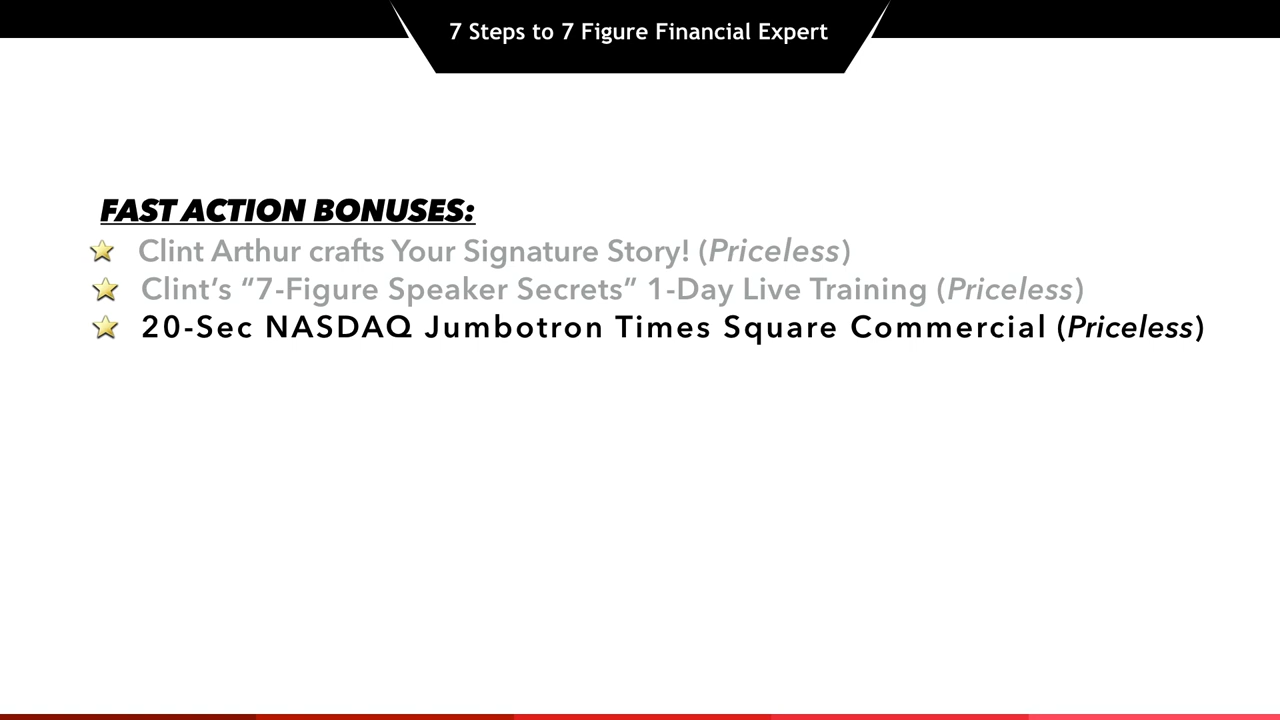 7 Steps to 7 Figure Financial Expert
FAST ACTION BONUSES:
Clint Arthur crafts Your Signature Story! (Priceless)
Clint’s “7-Figure Speaker Secrets” 1-Day Live Training (Priceless)
20-Sec NASDAQ Jumbotron Times Square Commercial (Priceless)